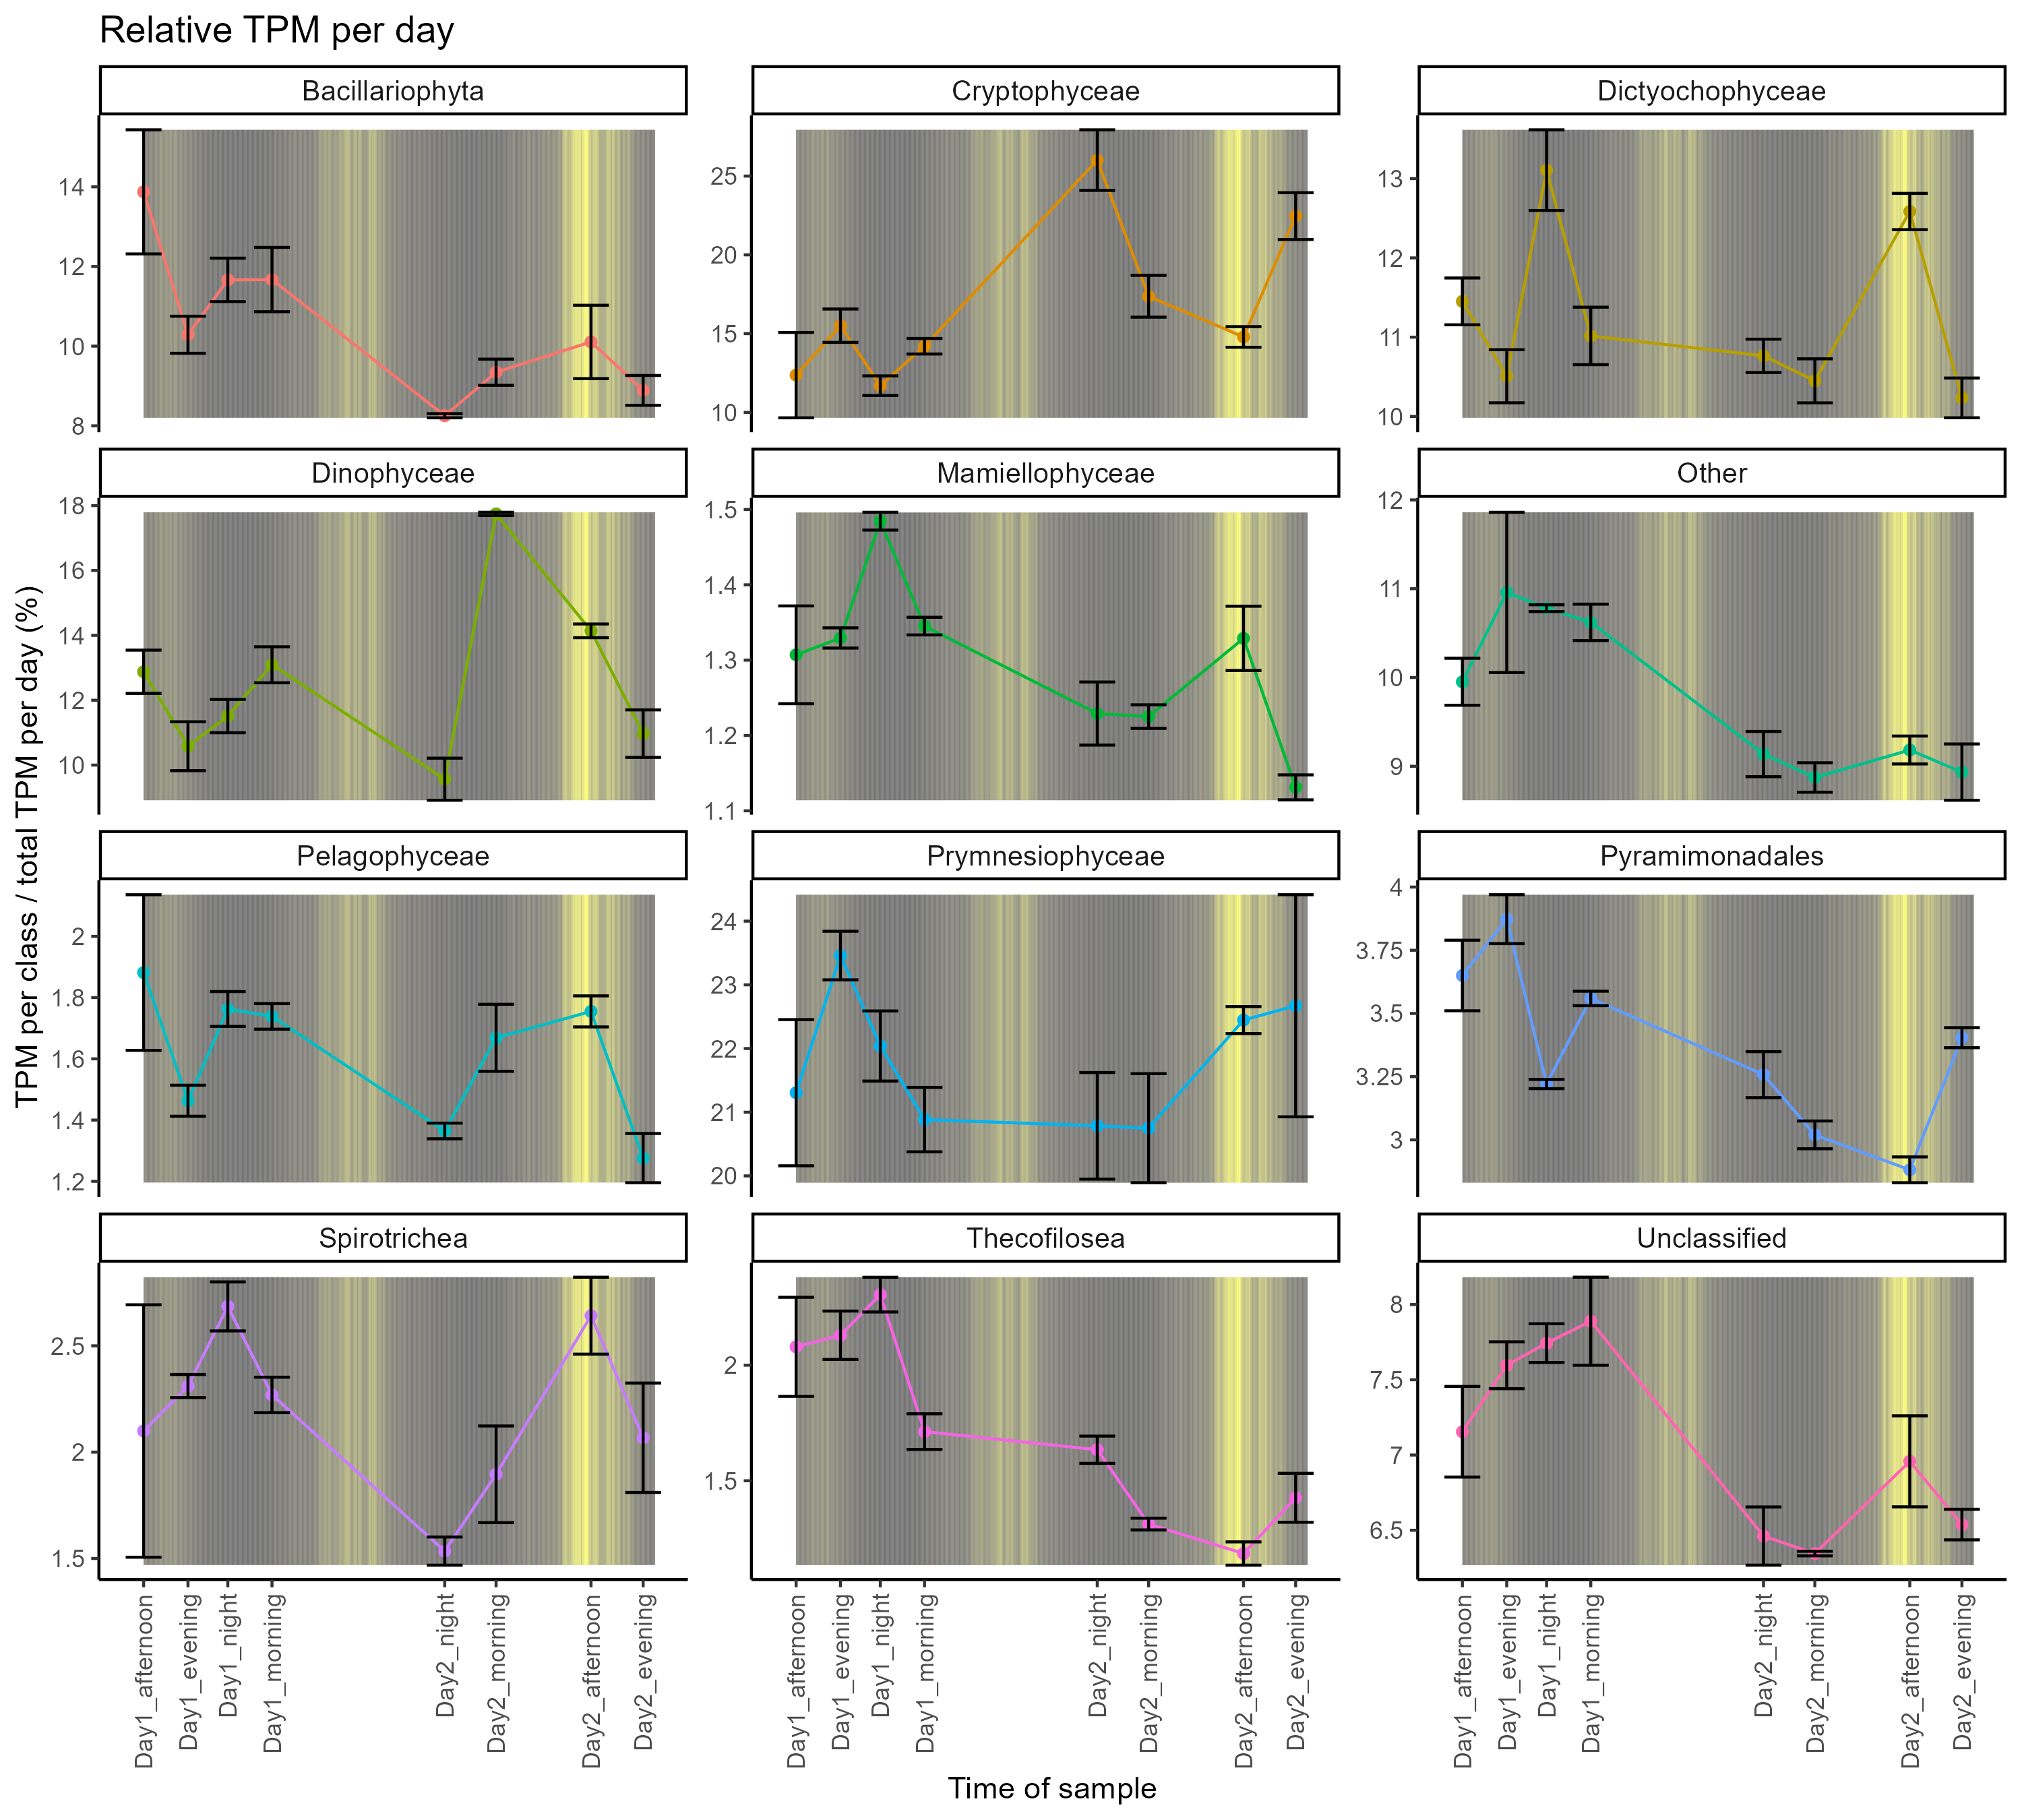 Relative TPM per day
Bacillariophyta
Cryptophyceae
Dictyochophyceae
14
12
10
8
25
20
15
10
13
12
11
10
Dinophyceae
Mamiellophyceae
Other
18
16
14
12
10
1.5
1.4
1.3
1.2
1.1
12
11
10
9
TPM per class / total TPM per day (%)
Pelagophyceae
Prymnesiophyceae
Pyramimonadales
2
1.8
1.6
1.4
1.2
24
23
22
21
20
4
3.75
3.5
3.25
3
Spirotrichea
Thecofilosea
Unclassified
2.5
2
1.5
2
1.5
8
7.5
7
6.5
Day1_afternoon
Day1_evening
Day1_night
Day1_morning
Day2_night
Day2_morning
Day2_afternoon
Day2_evening
Day1_afternoon
Day1_evening
Day1_night
Day1_morning
Day2_night
Day2_morning
Day2_afternoon
Day2_evening
Day1_afternoon
Day1_evening
Day1_night
Day1_morning
Day2_night
Day2_morning
Day2_afternoon
Day2_evening
Time of sample